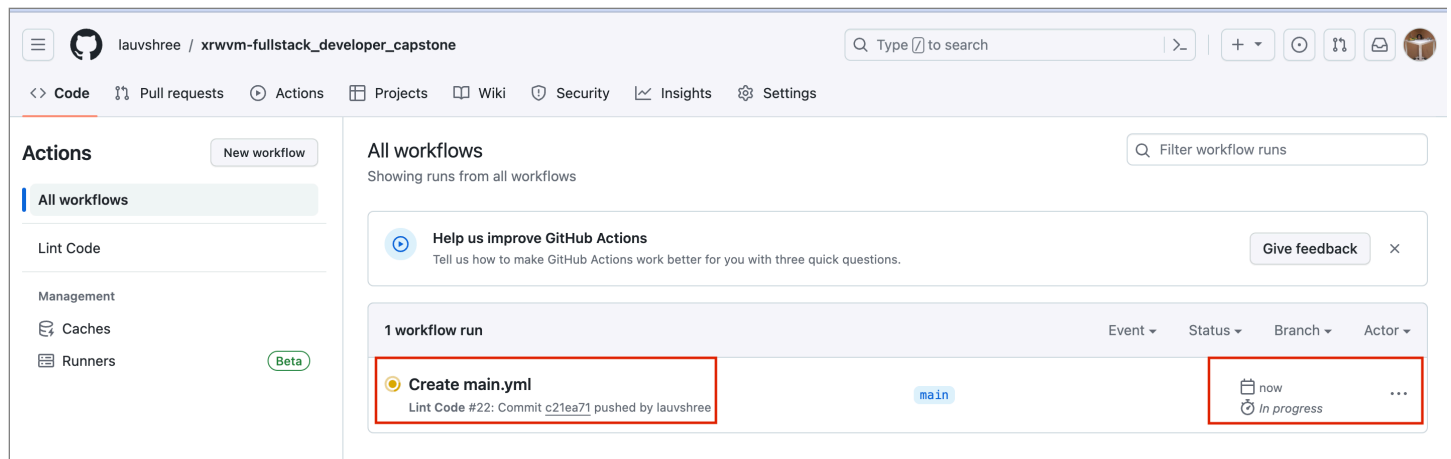 lauvshree / xrwvm-fullstack_developer_capstone
Type / to search
Code Pull requests Actions Projects Wiki Security Insights Settings
Actions
New workflow
All workflows
Lint Code
Management
Caches
Runners
Beta
All workflows
Showing runs from all workflows
Filter workflow runs
Help us improve GitHub Actions
Tell us how to make GitHub Actions work better for you with three quick questions.
Give feedback
1 workflow run
Event Status Branch Actor
Create main.yml
Lint Code #22: Commit c21ea71 pushed by lauvshree
main
now
In progress